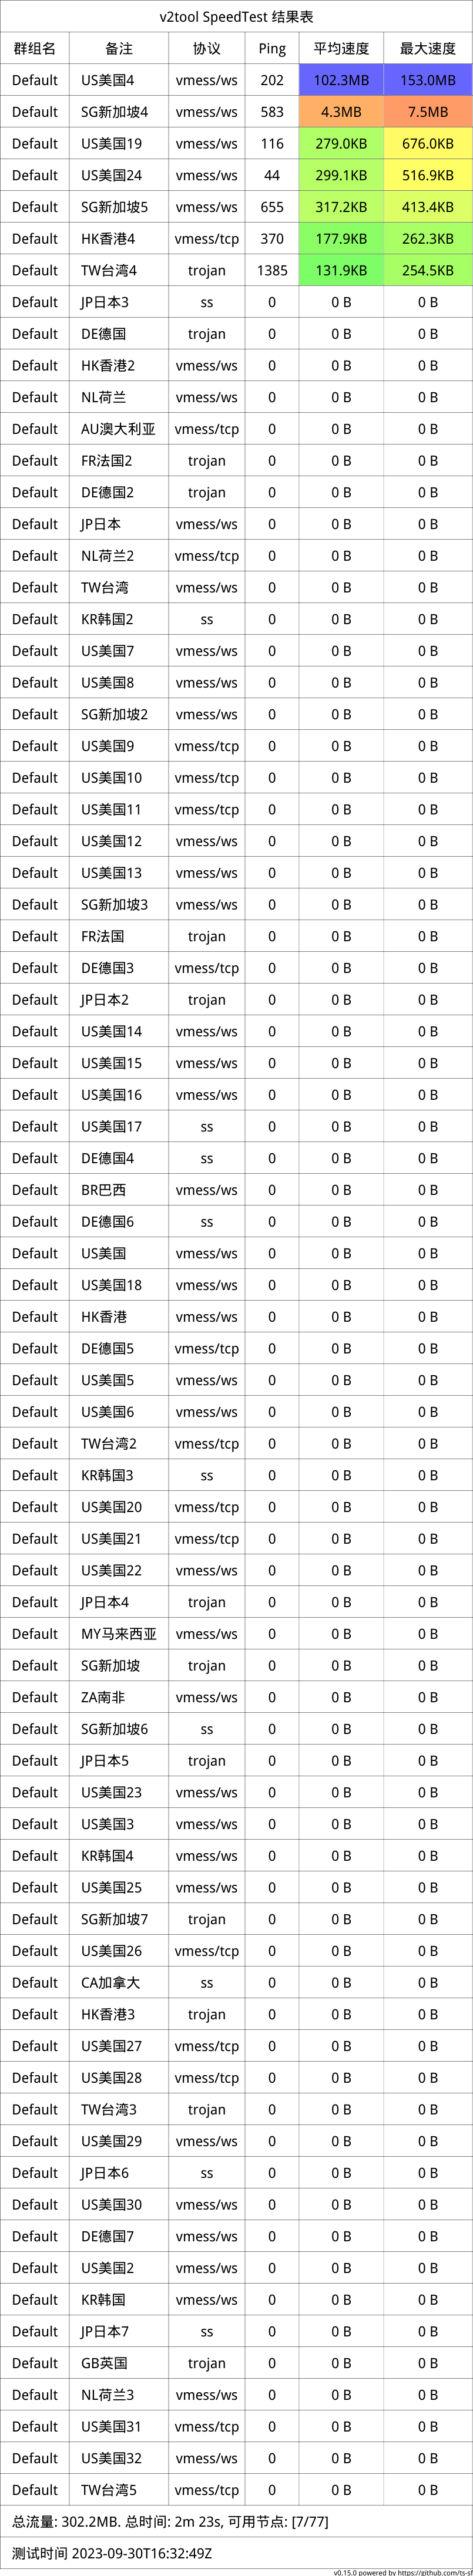 v2tool SpeedTest 结果表
群组名 备注 协议 Ping 平均速度 最大速度
Default US美国4 vmess/ws 202 102.3MB 153.0MB
Default SG新加坡4 vmess/ws 583 4.3MB 7.5MB
Default US美国19 vmess/ws 116 279.0KB 676.0KB
Default US美国24 vmess/ws 44 299.1KB 516.9KB
Default SG新加坡5 vmess/ws 655 317.2KB 413.4KB
Default HK香港4 vmess/tcp 370 177.9KB 262.3KB
Default TW台湾4 trojan 1385 131.9KB 254.5KB
Default JP日本3 ss 0 0 B 0 B
Default DE德国 trojan 0 0 B 0 B
Default HK香港2 vmess/ws 0 0 B 0 B
Default NL荷兰 vmess/ws 0 0 B 0 B
Default AU澳大利亚 vmess/tcp 0 0 B 0 B
Default FR法国2 trojan 0 0 B 0 B
Default DE德国2 trojan 0 0 B 0 B
Default JP日本 vmess/ws 0 0 B 0 B
Default NL荷兰2 vmess/tcp 0 0 B 0 B
Default TW台湾 vmess/ws 0 0 B 0 B
Default KR韩国2 ss 0 0 B 0 B
Default US美国7 vmess/ws 0 0 B 0 B
Default US美国8 vmess/ws 0 0 B 0 B
Default SG新加坡2 vmess/ws 0 0 B 0 B
Default US美国9 vmess/tcp 0 0 B 0 B
Default US美国10 vmess/tcp 0 0 B 0 B
Default US美国11 vmess/tcp 0 0 B 0 B
Default US美国12 vmess/ws 0 0 B 0 B
Default US美国13 vmess/ws 0 0 B 0 B
Default SG新加坡3 vmess/ws 0 0 B 0 B
Default FR法国 trojan 0 0 B 0 B
Default DE德国3 vmess/tcp 0 0 B 0 B
Default JP日本2 trojan 0 0 B 0 B
Default US美国14 vmess/ws 0 0 B 0 B
Default US美国15 vmess/ws 0 0 B 0 B
Default US美国16 vmess/ws 0 0 B 0 B
Default US美国17 ss 0 0 B 0 B
Default DE德国4 ss 0 0 B 0 B
Default BR巴西 vmess/ws 0 0 B 0 B
Default DE德国6 ss 0 0 B 0 B
Default US美国 vmess/ws 0 0 B 0 B
Default US美国18 vmess/ws 0 0 B 0 B
Default HK香港 vmess/ws 0 0 B 0 B
Default DE德国5 vmess/tcp 0 0 B 0 B
Default US美国5 vmess/ws 0 0 B 0 B
Default US美国6 vmess/ws 0 0 B 0 B
Default TW台湾2 vmess/tcp 0 0 B 0 B
Default KR韩国3 ss 0 0 B 0 B
Default US美国20 vmess/tcp 0 0 B 0 B
Default US美国21 vmess/tcp 0 0 B 0 B
Default US美国22 vmess/ws 0 0 B 0 B
Default JP日本4 trojan 0 0 B 0 B
Default MY马来西亚 vmess/ws 0 0 B 0 B
Default SG新加坡 trojan 0 0 B 0 B
Default ZA南非 vmess/ws 0 0 B 0 B
Default SG新加坡6 ss 0 0 B 0 B
Default JP日本5 trojan 0 0 B 0 B
Default US美国23 vmess/ws 0 0 B 0 B
Default US美国3 vmess/ws 0 0 B 0 B
Default KR韩国4 vmess/ws 0 0 B 0 B
Default US美国25 vmess/ws 0 0 B 0 B
Default SG新加坡7 trojan 0 0 B 0 B
Default US美国26 vmess/tcp 0 0 B 0 B
Default CA加拿大 ss 0 0 B 0 B
Default HK香港3 trojan 0 0 B 0 B
Default US美国27 vmess/tcp 0 0 B 0 B
Default US美国28 vmess/tcp 0 0 B 0 B
Default TW台湾3 trojan 0 0 B 0 B
Default US美国29 vmess/ws 0 0 B 0 B
Default JP日本6 ss 0 0 B 0 B
Default US美国30 vmess/ws 0 0 B 0 B
Default DE德国7 vmess/ws 0 0 B 0 B
Default US美国2 vmess/ws 0 0 B 0 B
Default KR韩国 vmess/ws 0 0 B 0 B
Default JP日本7 ss 0 0 B 0 B
Default GB英国 trojan 0 0 B 0 B
Default NL荷兰3 vmess/ws 0 0 B 0 B
Default US美国31 vmess/tcp 0 0 B 0 B
Default US美国32 vmess/ws 0 0 B 0 B
Default TW台湾5 vmess/tcp 0 0 B 0 B
总流量: 302.2MB. 总时间: 2m 23s, 可用节点: [7/77]
测试时间 2023-09-30T16:32:49Z
v0.15.0 powered by https://github.com/ts-sf